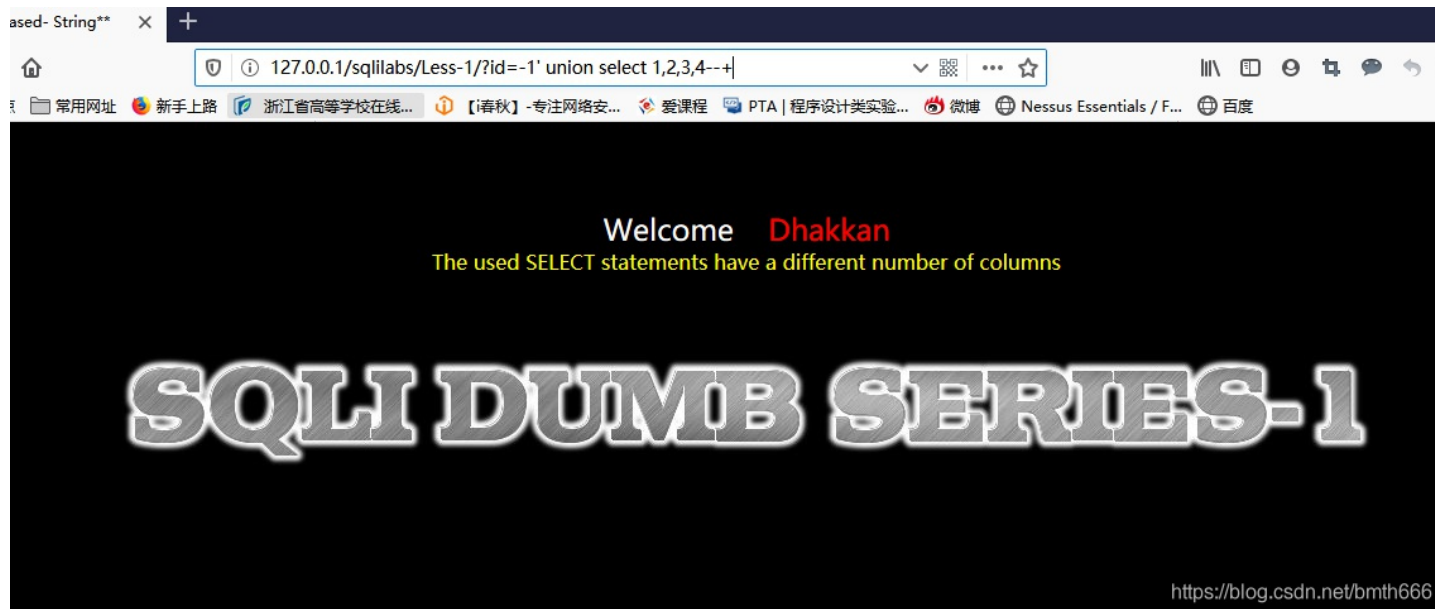 ased- String**
127.0.0.1/sqlilabs/Less-1/?id=-1' union select 1,2,3,4--+
常用网址 新手上路 浙江省高等学校在线... 【i春秋】-专注网络安... 爱课程 PTA | 程序设计类实验... 微博 Nessus Essentials / F... 百度
Welcome Dhakkan
The used SELECT statements have a different number of columns
SQLI DUMB SERIES-1
https://blog.csdn.net/bmth666